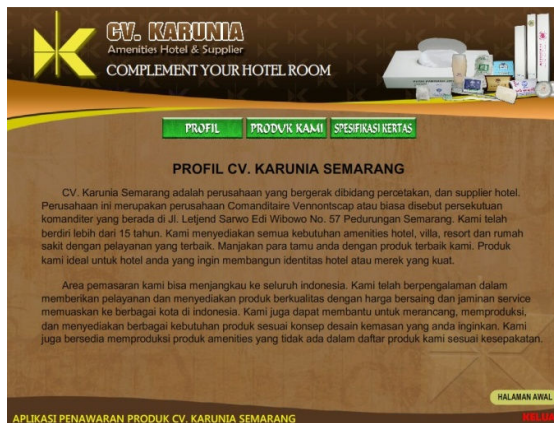 CV. KARUNIA
Amenities Hotel & Supplier
COMPLEMENT YOUR HOTEL ROOM
PROFIL
PRODUK KAMI
SPESIFIKASI KERTAS
PROFIL CV. KARUNIA SEMARANG
CV. Karunia Semarang adalah perusahaan yang bergerak dibidang percetakan, dan supplier hotel.
Perusahaan ini merupakan perusahaan Comanditaire Vennontscap atau biasa disebut persekutuan
komanditer yang berada di Jl. Letjend Sarwo Edi Wibowo No. 57 Pedurungan Semarang. Kami telah
berdiri lebih dari 15 tahun. Kami menyediakan semua kebutuhan amenities hotel, villa, resort dan rumah
sakit dengan pelayanan yang terbaik. Manjakan para tamu anda dengan produk terbaik kami. Produk
kami ideal untuk hotel anda yang ingin membangun identitas hotel atau merek yang kuat.
Area pemasaran kami bisa menjangkau ke seluruh indonesia. Kami telah berpengalaman dalam
memberikan pelayanan dan menyediakan produk berkualitas dengan harga bersaing dan jaminan service
memuaskan ke berbagai kota di indonesia. Kami juga dapat membantu untuk merancang, memproduksi,
dan menyediakan berbagai kebutuhan produk sesuai konsep desain kemasan yang anda inginkan. Kami
juga bersedia memproduksi produk amenities yang tidak ada dalam daftar produk kami sesuai kesepakatan.
HALAMAN AWAL
APLIKASI PENAWARAN PRODUK CV. KARUNIA SEMARANG
KELUA